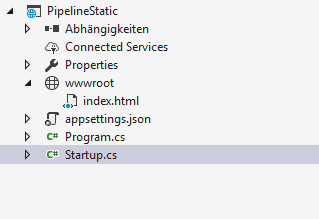 PipelineStatic
Abhängigkeiten
Connected Services
Properties
wwwroot
index.html
appsettings.json
C# Program.cs
C# Startup.cs